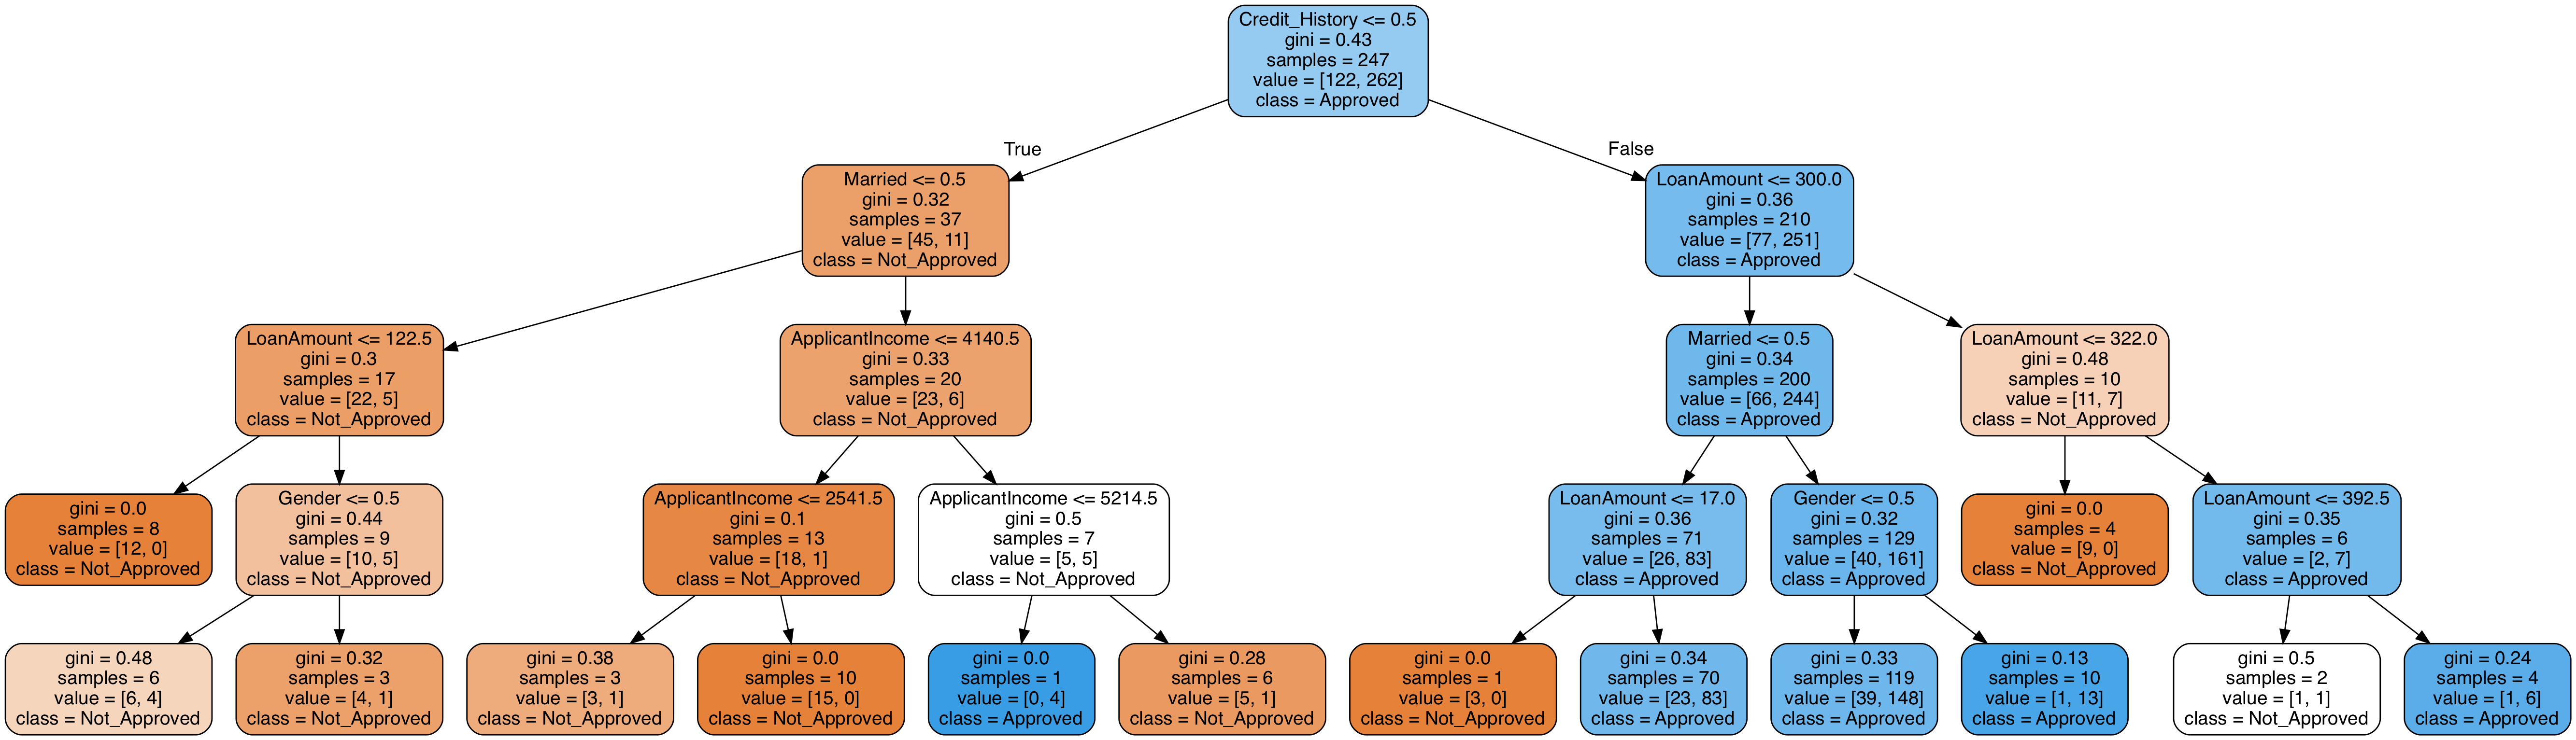 Credit_History <= 0.5
gini = 0.43
samples = 247
value = [122, 262]
class = Approved
True
False
Married <= 0.5
gini = 0.32
samples = 37
value = [45, 11]
class = Not_Approved
LoanAmount <= 300.0
gini = 0.36
samples = 210
value = [77, 251]
class = Approved
LoanAmount <= 122.5
gini = 0.3
samples = 17
value = [22, 5]
class = Not_Approved
ApplicantIncome <= 4140.5
gini = 0.33
samples = 20
value = [23, 6]
class = Not_Approved
Married <= 0.5
gini = 0.34
samples = 200
value = [66, 244]
class = Approved
LoanAmount <= 322.0
gini = 0.48
samples = 10
value = [11, 7]
class = Not_Approved
gini = 0.0
samples = 8
value = [12, 0]
class = Not_Approved
Gender <= 0.5
gini = 0.44
samples = 9
value = [10, 5]
class = Not_Approved
ApplicantIncome <= 2541.5
gini = 0.1
samples = 13
value = [18, 1]
class = Not_Approved
ApplicantIncome <= 5214.5
gini = 0.5
samples = 7
value = [5, 5]
class = Not_Approved
LoanAmount <= 17.0
gini = 0.36
samples = 71
value = [26, 83]
class = Approved
Gender <= 0.5
gini = 0.32
samples = 129
value = [40, 161]
class = Approved
gini = 0.0
samples = 4
value = [9, 0]
class = Not_Approved
LoanAmount <= 392.5
gini = 0.35
samples = 6
value = [2, 7]
class = Approved
gini = 0.48
samples = 6
value = [6, 4]
class = Not_Approved
gini = 0.32
samples = 3
value = [4, 1]
class = Not_Approved
gini = 0.38
samples = 3
value = [3, 1]
class = Not_Approved
gini = 0.0
samples = 10
value = [15, 0]
class = Not_Approved
gini = 0.0
samples = 1
value = [0, 4]
class = Approved
gini = 0.28
samples = 6
value = [5, 1]
class = Not_Approved
gini = 0.0
samples = 1
value = [3, 0]
class = Not_Approved
gini = 0.34
samples = 70
value = [23, 83]
class = Approved
gini = 0.33
samples = 119
value = [39, 148]
class = Approved
gini = 0.13
samples = 10
value = [1, 13]
class = Approved
gini = 0.5
samples = 2
value = [1, 1]
class = Not_Approved
gini = 0.24
samples = 4
value = [1, 6]
class = Approved